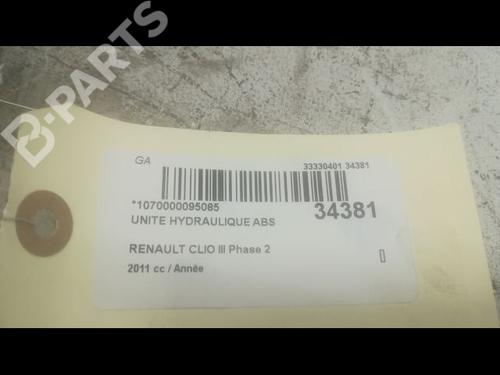 B-PARTS
GA
33330401 34381
*1070000095085
34381
UNITE HYDRAULIQUE ABS
RENAULT CLIO III Phase 2
2011 cc / Année